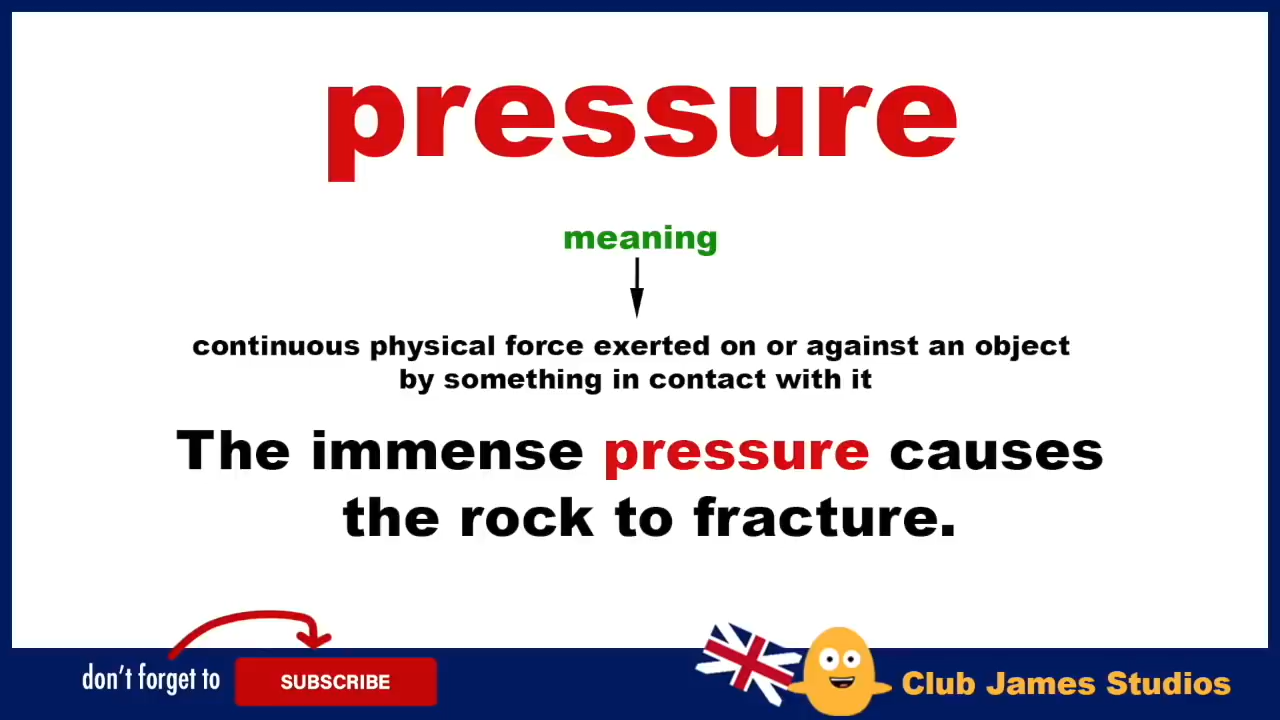 pressure
meaning
continuous physical force exerted on or against an object
by something in contact with it
The immense pressure causes
the rock to fracture.
don't forget to SUBSCRIBE
Club James Studios